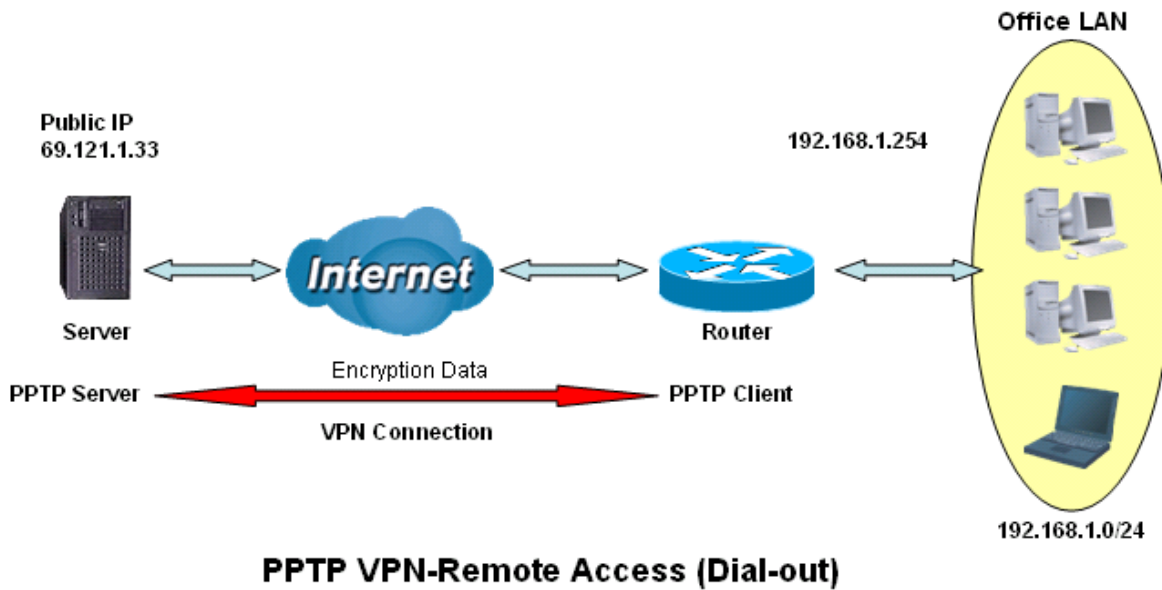 Office LAN
Public IP
69.121.1.33
192.168.1.254
Internet
Server
Router
Encryption Data
PPTP Server
PPTP Client
VPN Connection
192.168.1.0/24
PPTP VPN-Remote Access (Dial-out)